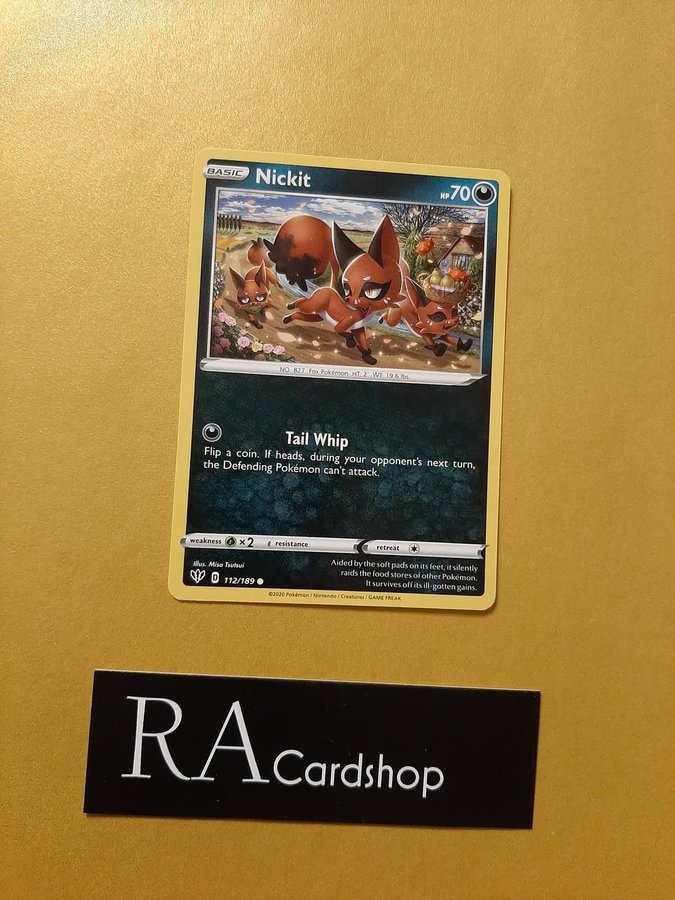 BASIC Nickit HP 70
NO. 827 Fox Pokémon HT: 2' WT: 19.6 lbs.
Tail Whip
Flip a coin. If heads, during your opponent's next turn,
the Defending Pokémon can't attack.
weakness ×2 resistance retreat
Illus. Misa Tsutsui
D 112/189
Aided by the soft pads on its feet, it silently
raids the food stores of other Pokémon.
It survives off its ill-gotten gains.
©2020 Pokémon / Nintendo / Creatures / GAME FREAK
RA Cardshop